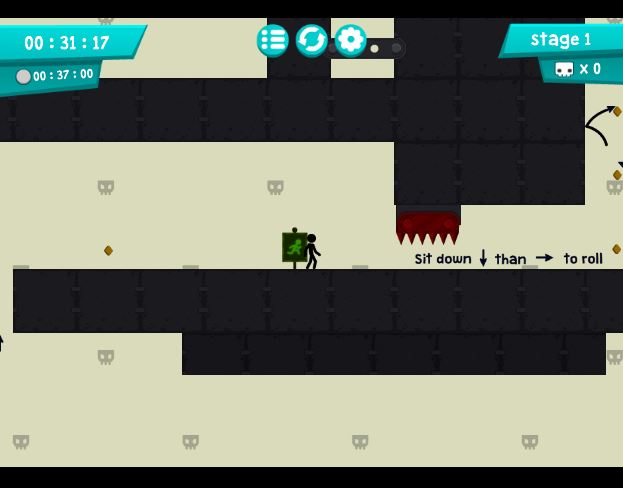 00 : 31 : 17
stage 1
00 : 37 : 00
x 0
Sit down ↓ than → to roll